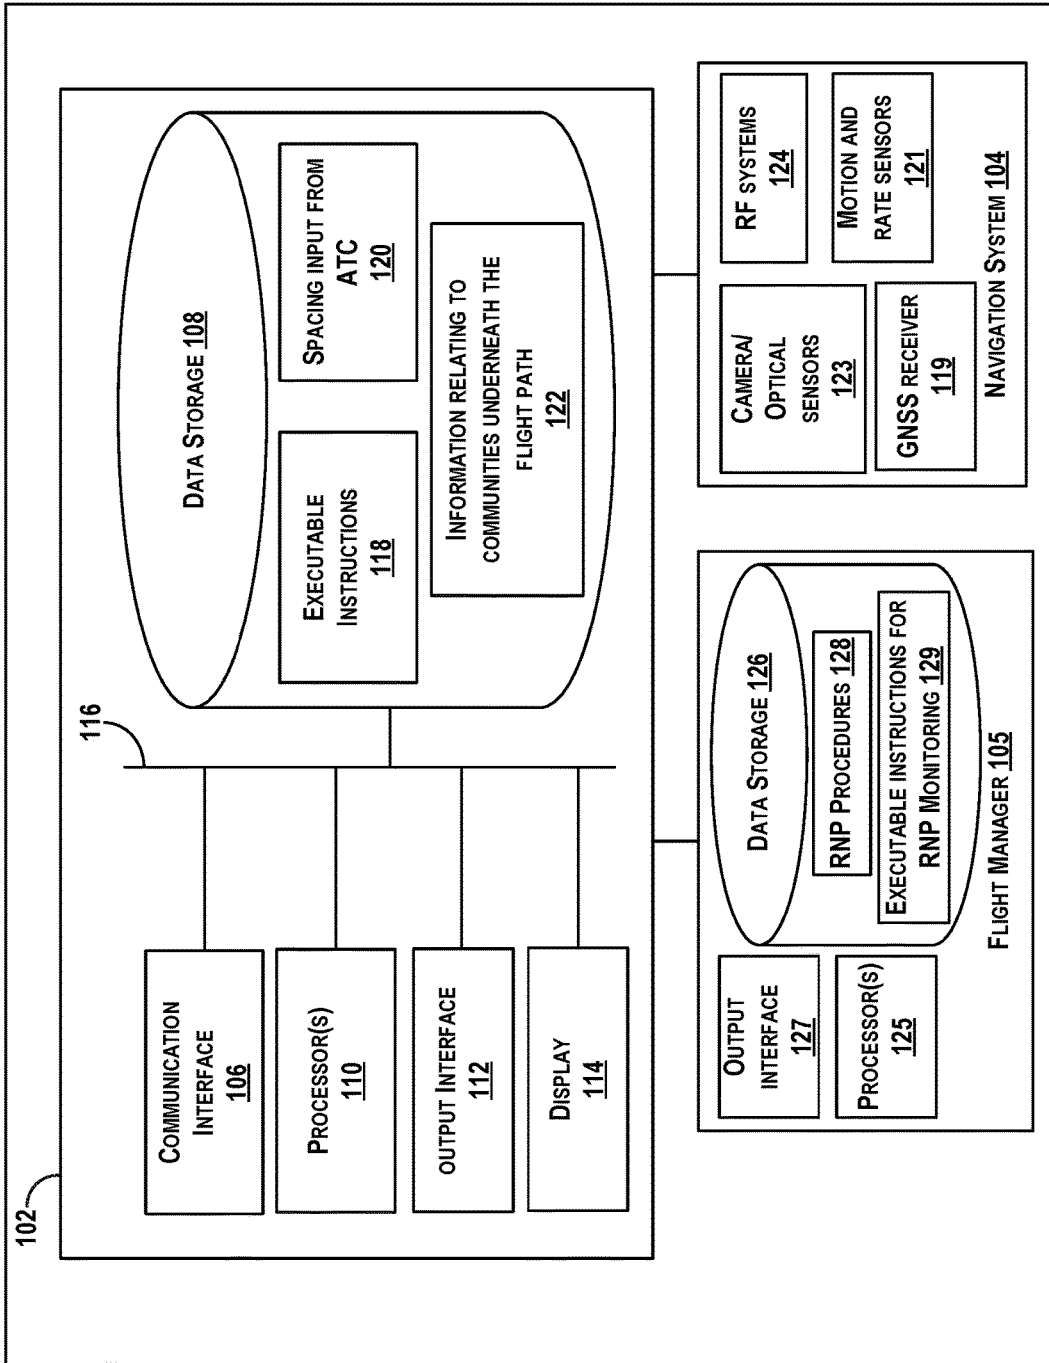 102
COMMUNICATION
INTERFACE
106
PROCESSOR(S)
110
OUTPUT INTERFACE
112
DISPLAY
114
116
DATA STORAGE 108
EXECUTABLE
INSTRUCTIONS
118
SPACING INPUT FROM
ATC
120
INFORMATION RELATING TO
COMMUNITIES UNDERNEATH THE
FLIGHT PATH
122
OUTPUT
INTERFACE
127
PROCESSOR(S)
125
DATA STORAGE 126
RNP PROCEDURES 128
EXECUTABLE INSTRUCTIONS FOR
RNP MONITORING 129
FLIGHT MANAGER 105
CAMERA/
OPTICAL
SENSORS
123
RF SYSTEMS
124
GNSS RECEIVER
119
MOTION AND
RATE SENSORS
121
NAVIGATION SYSTEM 104